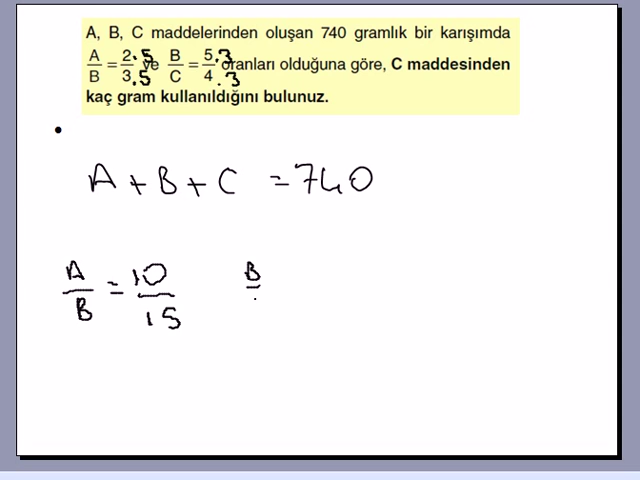 A, B, C maddelerinden oluşan 740 gramlık bir karışımda
A/B = 2.5/3.5 ve B/C = 5.3/4.3 oranları olduğuna göre, C maddesinden
kaç gram kullanıldığını bulunuz.
A + B + C = 740
A/B = 10/15 B